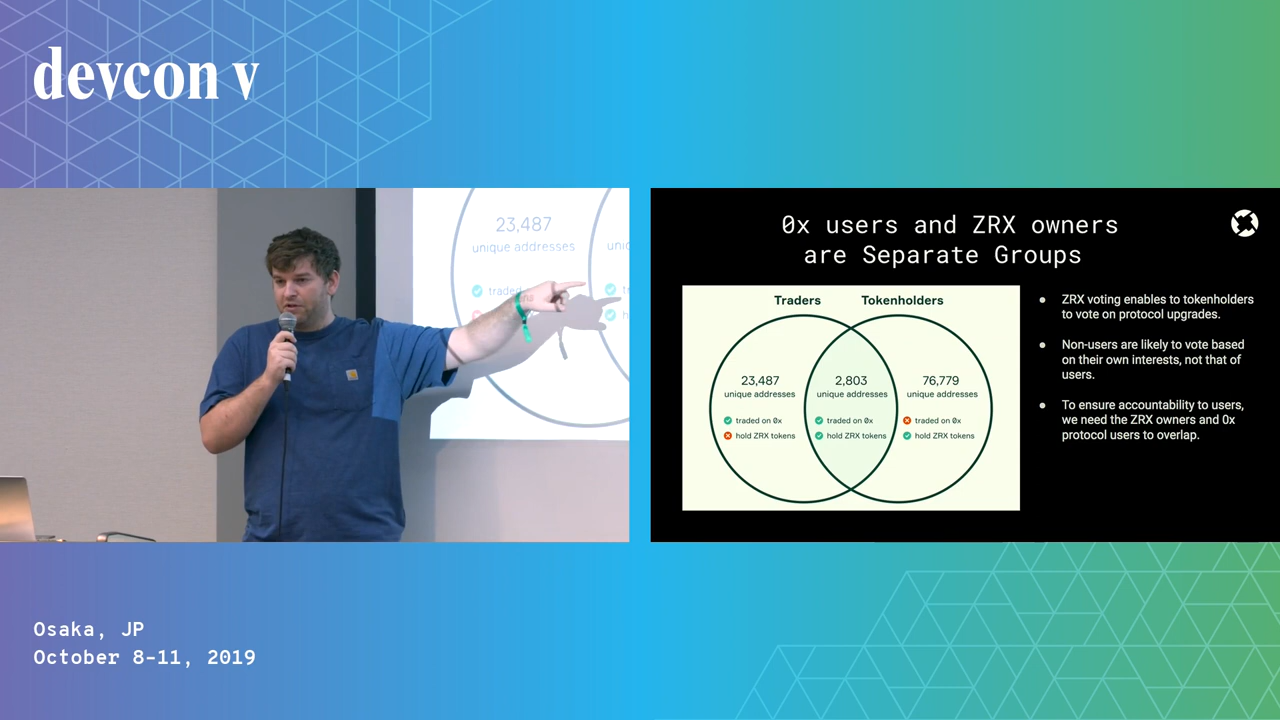 devcon v
23,487
unique addresses
traded
0x users and ZRX owners
are Separate Groups
Traders
Tokenholders
23,487
unique addresses
traded on 0x
hold ZRX tokens
2,803
unique addresses
traded on 0x
hold ZRX tokens
76,779
unique addresses
traded on 0x
hold ZRX tokens
● ZRX voting enables to tokenholders
to vote on protocol upgrades.
● Non-users are likely to vote based
on their own interests, not that of
users.
● To ensure accountability to users,
we need the ZRX owners and 0x
protocol users to overlap.
Osaka, JP
October 8-11, 2019